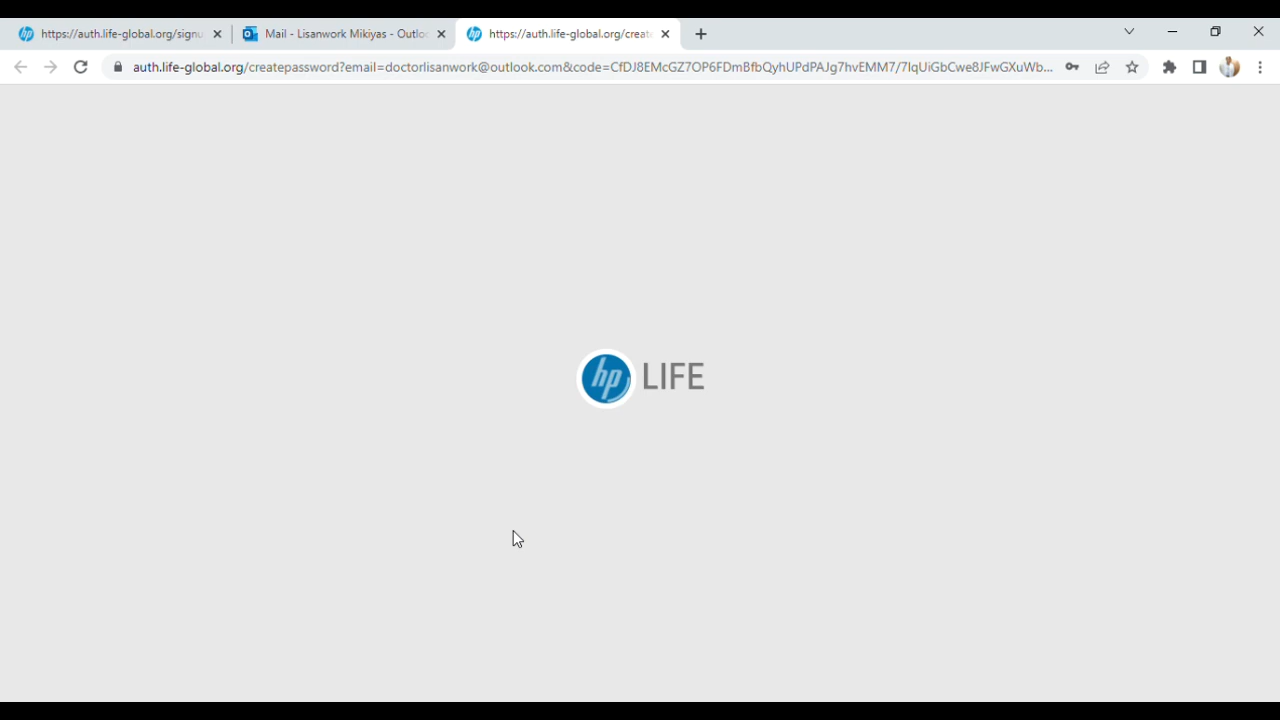 https://auth.life-global.org/signu
Mail - Lisanwork Mikiyas - Outlo
https://auth.life-global.org/creat
auth.life-global.org/createpassword?email=doctorlisanwork@outlook.com&code=CfDJ8EMcGZ7OP6FDmBfbQyhUPdPAJg7hvEMM7/7lqUiGbCwe8JFwGXuWb...
hp LIFE